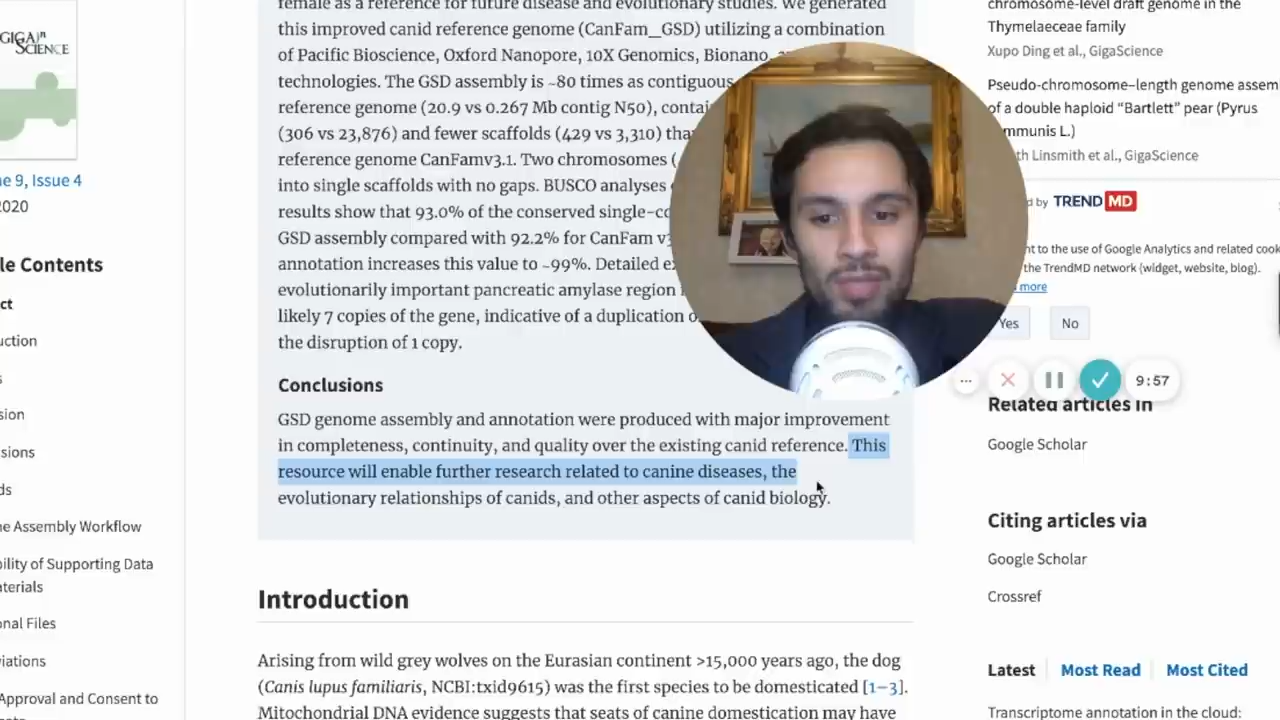 female as a reference for future disease and evolutionary studies. We generated
this improved canid reference genome (CanFam_GSD) utilizing a combination
of Pacific Bioscience, Oxford Nanopore, 10X Genomics, Bionano,
technologies. The GSD assembly is ~80 times as contiguous
reference genome (20.9 vs 0.267 Mb contig N50),
(306 vs 23,876) and fewer scaffolds (429 vs 3,310)
reference genome CanFamv3.1. Two chromosomes (
into single scaffolds with no gaps. BUSCO analyses
results show that 93.0% of the conserved
GSD assembly compared with 92.2% for CanFam
annotation increases this value to ~99%. Detailed
evolutionarily important pancreatic amylase region
likely 7 copies of the gene, indicative of a duplication
the disruption of 1 copy.
Conclusions
GSD genome assembly and annotation were produced with major improvement
in completeness, continuity, and quality over the existing canid reference. This
resource will enable further research related to canine diseases, the
evolutionary relationships of canids, and other aspects of canid biology.
Introduction
Arising from wild grey wolves on the Eurasian continent >15,000 years ago, the dog
(Canis lupus familiaris, NCBI:txid9615) was the first species to be domesticated [1–3].
Mitochondrial DNA evidence suggests that seats of canine domestication may have
GIGA)n
SCIENCE
e 9, Issue 4
2020
le Contents
ct
uction
s
sion
sions
ds
ne Assembly Workflow
bility of Supporting Data
aterials
onal Files
viations
Approval and Consent to
chromosome-level draft genome in the
Thymelaeaceae family
Xupo Ding et al., GigaScience
Pseudo-chromosome–length genome assem
of a double haploid “Bartlett” pear (Pyrus
mmunis L.)
th Linsmith et al., GigaScience
d by TREND MD
nt to the use of Google Analytics and related cook
the TrendMD network (widget, website, blog).
more
Yes
No
9:57
Related articles in
Google Scholar
Citing articles via
Google Scholar
Crossref
Latest
Most Read
Most Cited
Transcriptome annotation in the cloud: